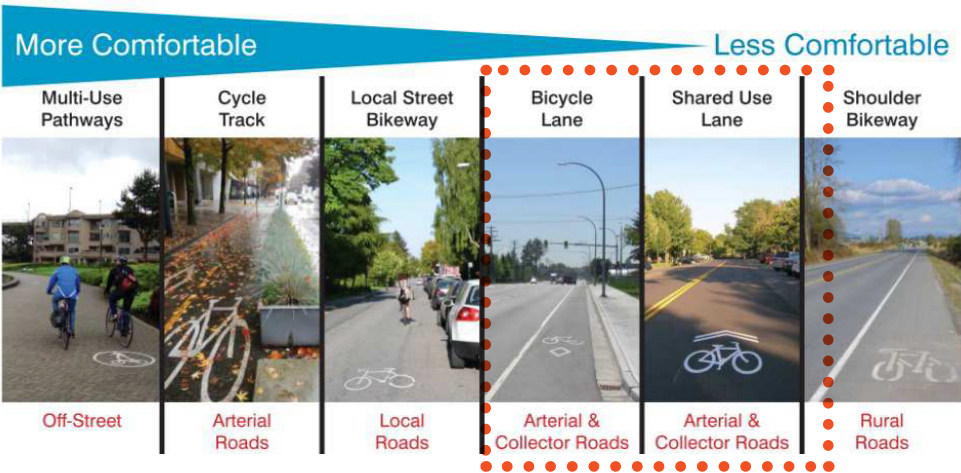 More Comfortable
Less Comfortable
Multi-Use
Pathways
Cycle
Track
Local Street
Bikeway
Bicycle
Lane
Shared Use
Lane
Shoulder
Bikeway
Off-Street
Arterial
Roads
Local
Roads
Arterial &
Collector Roads
Arterial &
Collector Roads
Rural
Roads